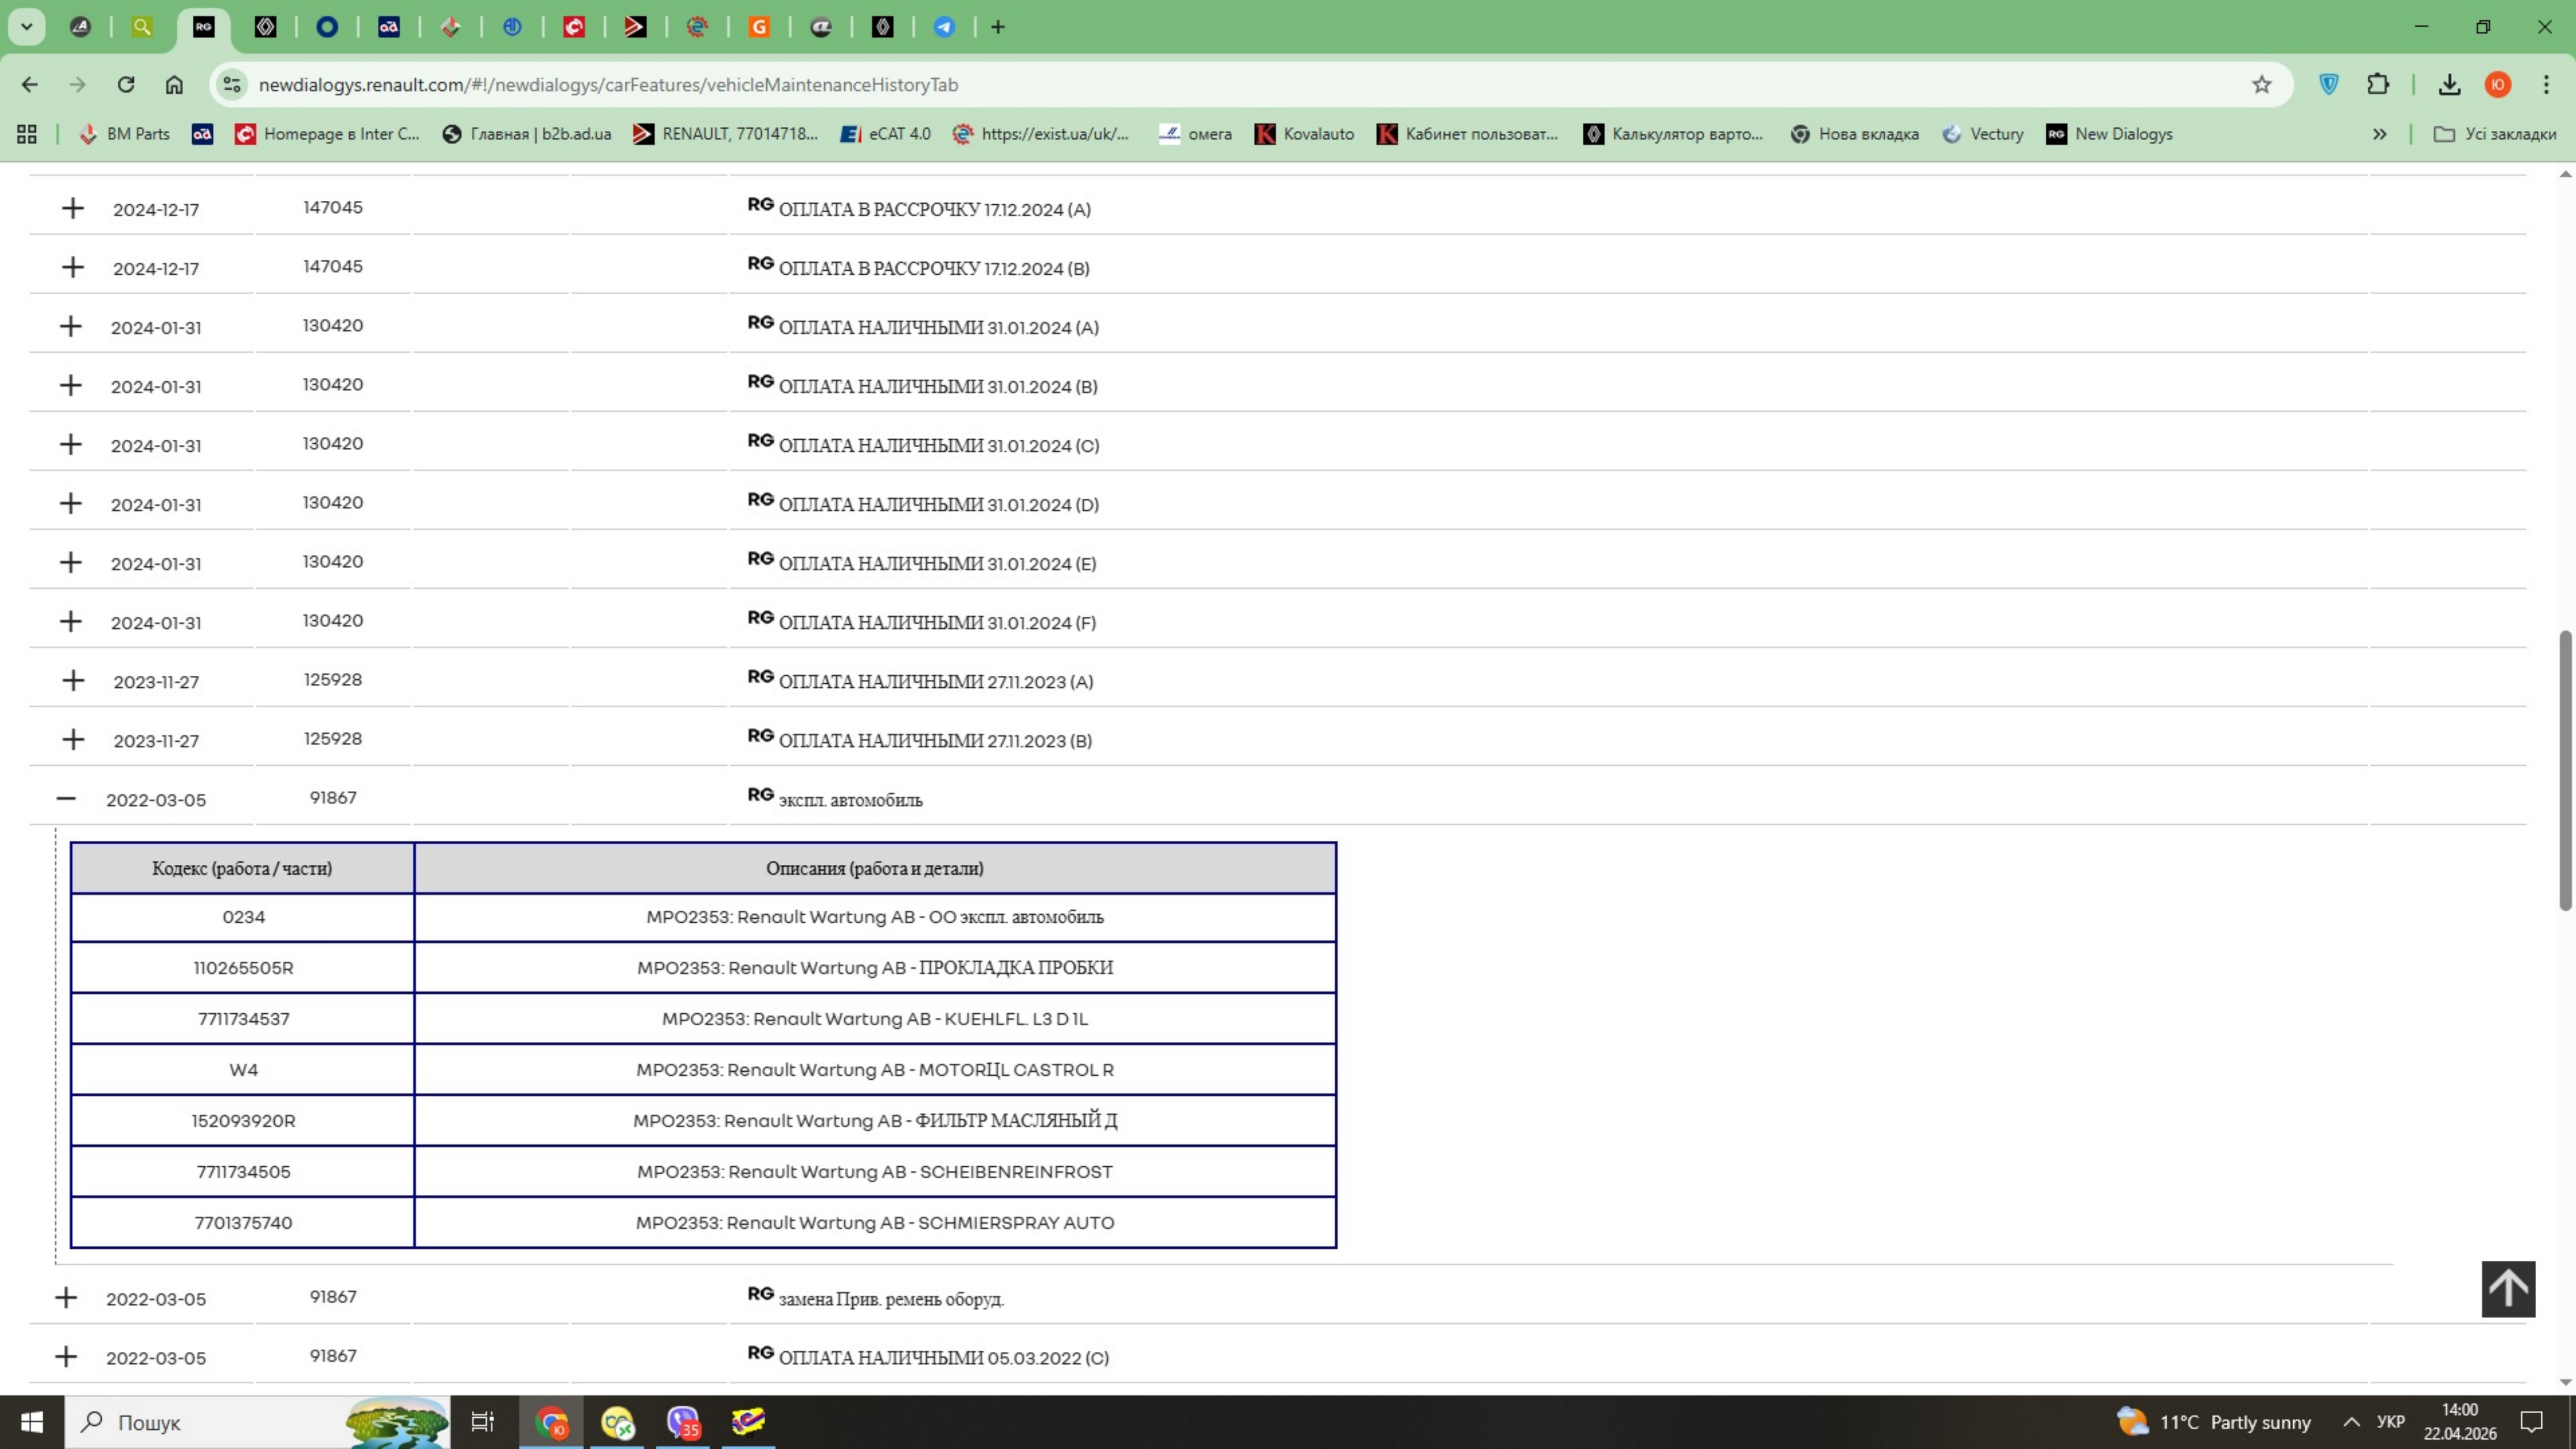 newdialogys.renault.com/#!/newdialogys/carFeatures/vehicleMaintenanceHistoryTab
BM Parts Homepage в Inter C... Главная | b2b.ad.ua RENAULT, 77014718... eCAT 4.0 https://exist.ua/uk/... омега Kovalauto Кабинет пользоват... Калькулятор варто... Нова вкладка Vectury RG New Dialogys » Усі закладки
2024-12-17 147045 RG ОПЛАТА В РАССРОЧКУ 17.12.2024 (A)
2024-12-17 147045 RG ОПЛАТА В РАССРОЧКУ 17.12.2024 (B)
2024-01-31 130420 RG ОПЛАТА НАЛИЧНЫМИ 31.01.2024 (A)
2024-01-31 130420 RG ОПЛАТА НАЛИЧНЫМИ 31.01.2024 (B)
2024-01-31 130420 RG ОПЛАТА НАЛИЧНЫМИ 31.01.2024 (C)
2024-01-31 130420 RG ОПЛАТА НАЛИЧНЫМИ 31.01.2024 (D)
2024-01-31 130420 RG ОПЛАТА НАЛИЧНЫМИ 31.01.2024 (E)
2024-01-31 130420 RG ОПЛАТА НАЛИЧНЫМИ 31.01.2024 (F)
2023-11-27 125928 RG ОПЛАТА НАЛИЧНЫМИ 27.11.2023 (A)
2023-11-27 125928 RG ОПЛАТА НАЛИЧНЫМИ 27.11.2023 (B)
2022-03-05 91867 RG экспл. автомобиль
Кодекс (работа / части) Описания (работа и детали)
0234 MPO2353: Renault Wartung AB - OO экспл. автомобиль
110265505R MPO2353: Renault Wartung AB - ПРОКЛАДКА ПРОБКИ
7711734537 MPO2353: Renault Wartung AB - KUEHLFL. L3 D 1L
W4 MPO2353: Renault Wartung AB - MOTORЦL CASTROL R
152093920R MPO2353: Renault Wartung AB - ФИЛЬТР МАСЛЯНЫЙ Д
7711734505 MPO2353: Renault Wartung AB - SCHEIBENREINFROST
7701375740 MPO2353: Renault Wartung AB - SCHMIERSPRAY AUTO
2022-03-05 91867 RG замена Прив. ремень оборуд.
2022-03-05 91867 RG ОПЛАТА НАЛИЧНЫМИ 05.03.2022 (C)
Пошук 35 11°C Partly sunny УКР 14:00
22.04.2026